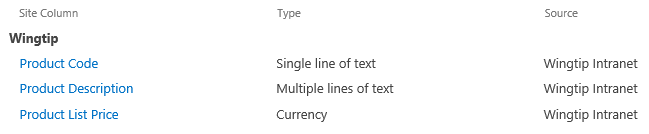 Site Column Type Source
Wingtip
Product Code Single line of text Wingtip Intranet
Product Description Multiple lines of text Wingtip Intranet
Product List Price Currency Wingtip Intranet